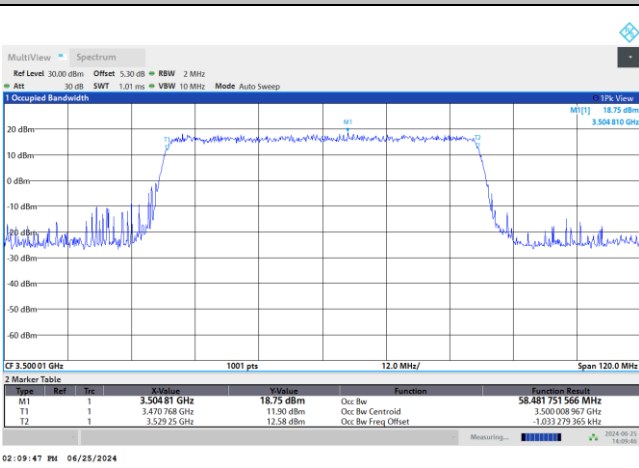 MultiView Spectrum
Ref Level 30.00 dBm Offset 5.30 dB RBW 2 MHz
Att 30 dB SWT 1.01 ms VBW 10 MHz Mode Auto Sweep
1 Occupied Bandwidth 1Pk View
M1[1] 18.75 dBm
3.504 810 GHz
M1
T1 T2
20 dBm
10 dBm
0 dBm
-10 dBm
-20 dBm
-30 dBm
-40 dBm
-50 dBm
-60 dBm
CF 3.500 01 GHz 1001 pts 12.0 MHz/ Span 120.0 MHz
2 Marker Table
Type Ref Trc X-Value Y-Value Function Function Result
M1 1 3.504 81 GHz 18.75 dBm Occ Bw 58.481 751 566 MHz
T1 1 3.470 768 GHz 11.90 dBm Occ Bw Centroid 3.500 008 967 GHz
T2 1 3.529 25 GHz 12.58 dBm Occ Bw Freq Offset -1.033 279 365 kHz
Measuring... 2024-06-25
14:09:46
02:09:47 PM 06/25/2024